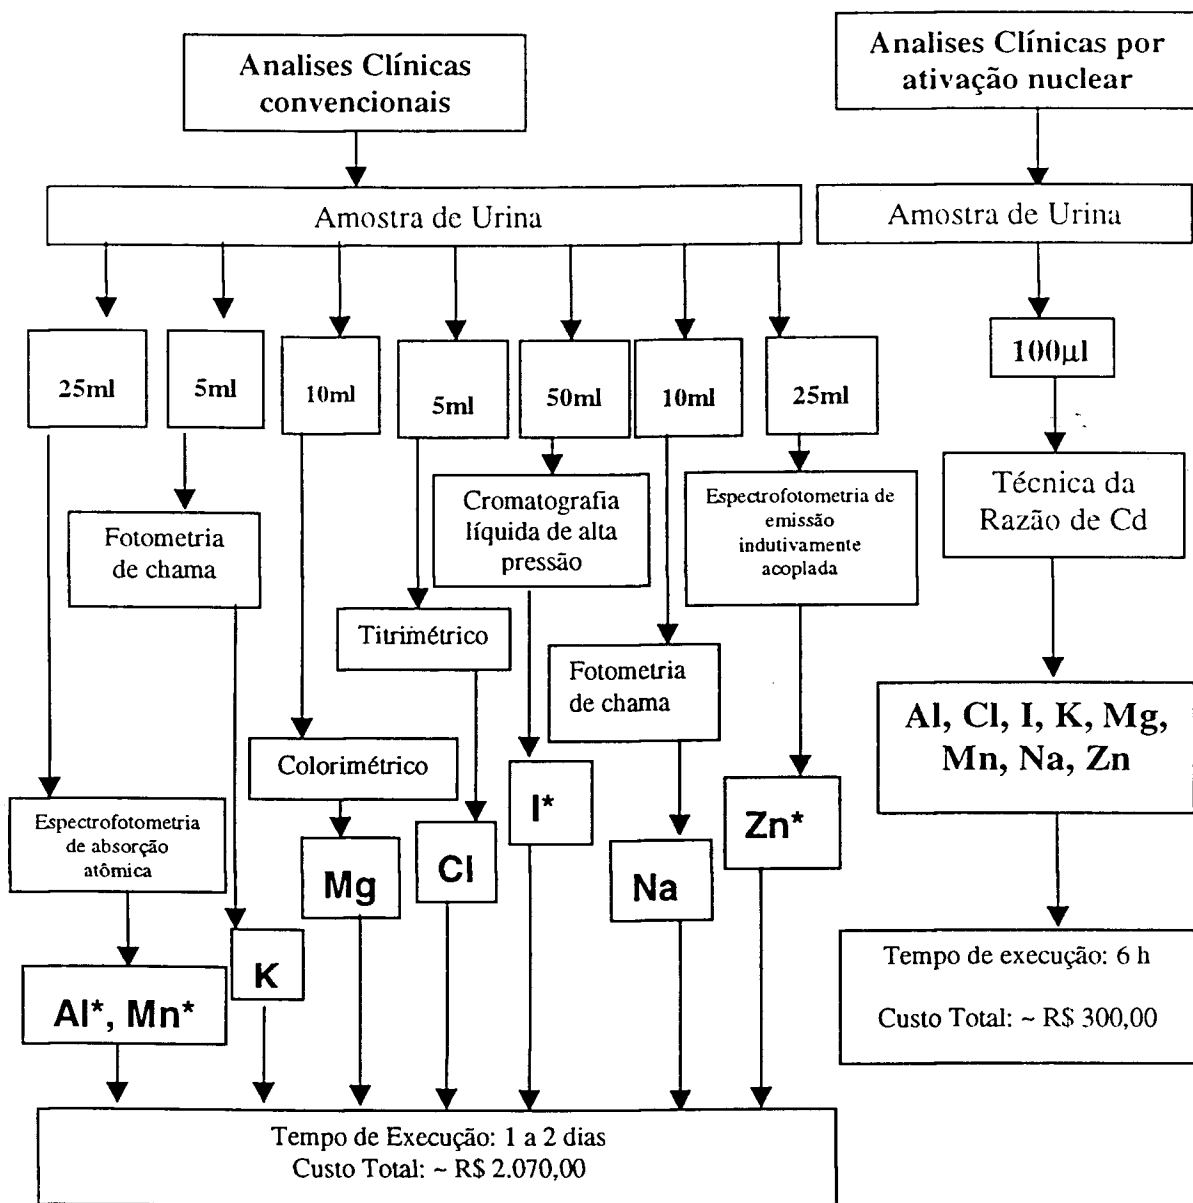 Analises Clínicas
convencionais
Amostra de Urina
25ml
5ml
10ml
5ml
50ml
10ml
25ml
Fotometria
de chama
Cromatografia
líquida de alta
pressão
Espectrofotometria de
emissão
indutivamente
acoplada
Titrimétrico
Fotometria
de chama
Colorimétrico
Espectrofotometria
de absorção
atômica
I*
Zn*
Mg
Cl
Na
K
Al*, Mn*
Tempo de Execução: 1 a 2 dias
Custo Total: ~ R$ 2.070,00
Analises Clínicas por
ativação nuclear
Amostra de Urina
100µl
Técnica da
Razão de Cd
Al, Cl, I, K, Mg,
Mn, Na, Zn
Tempo de execução: 6 h
Custo Total: ~ R$ 300,00